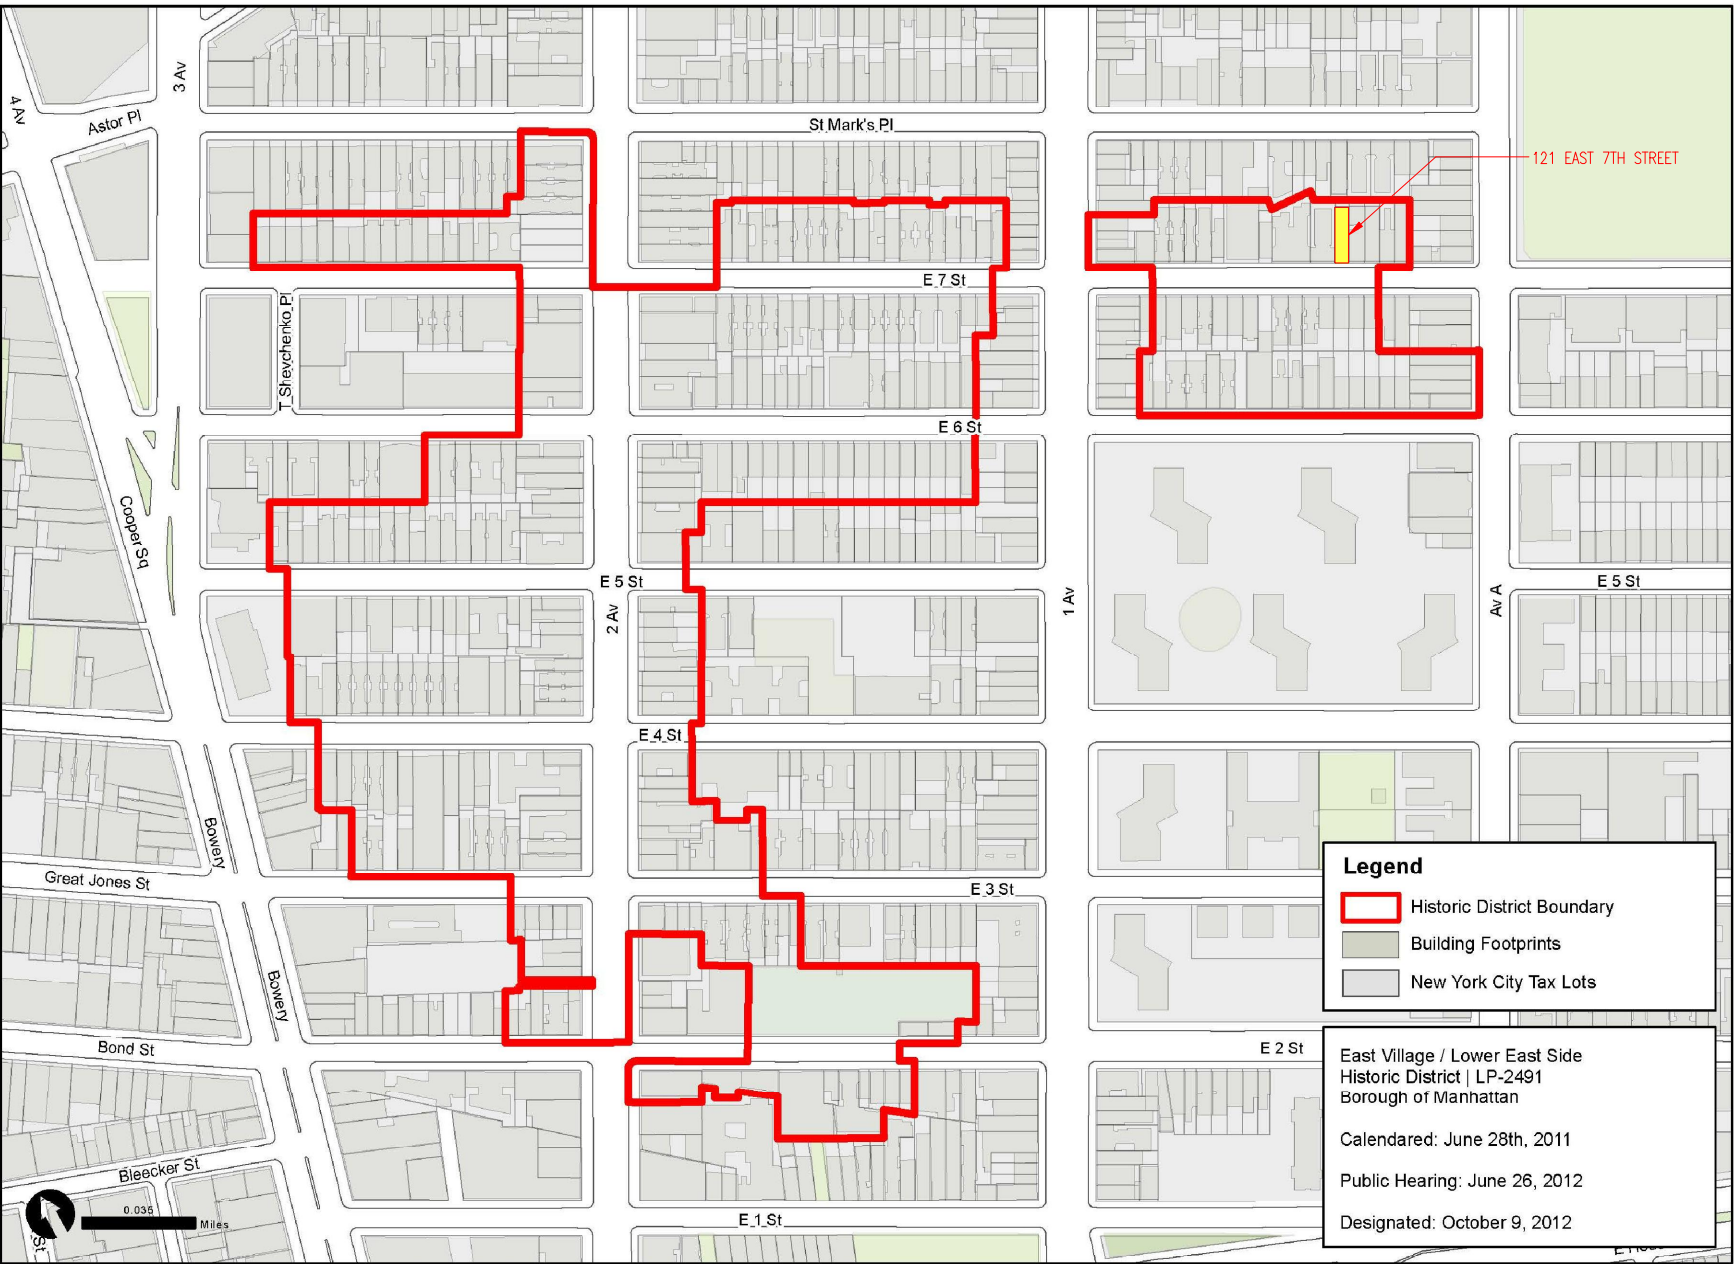 3 Av
4 Av
Astor Pl
St Mark's Pl
121 EAST 7TH STREET
E 7 St
T Shevchenko Pl
E 6 St
Cooper Sq
E 5 St
E 5 St
2 Av
1 Av
Av A
E 4 St
Bowery
Great Jones St
E 3 St
Bowery
Bond St
E 2 St
Bleecker St
E 1 St
0.035
Miles
St
Legend
Historic District Boundary
Building Footprints
New York City Tax Lots
East Village / Lower East Side
Historic District | LP-2491
Borough of Manhattan
Calendared: June 28th, 2011
Public Hearing: June 26, 2012
Designated: October 9, 2012